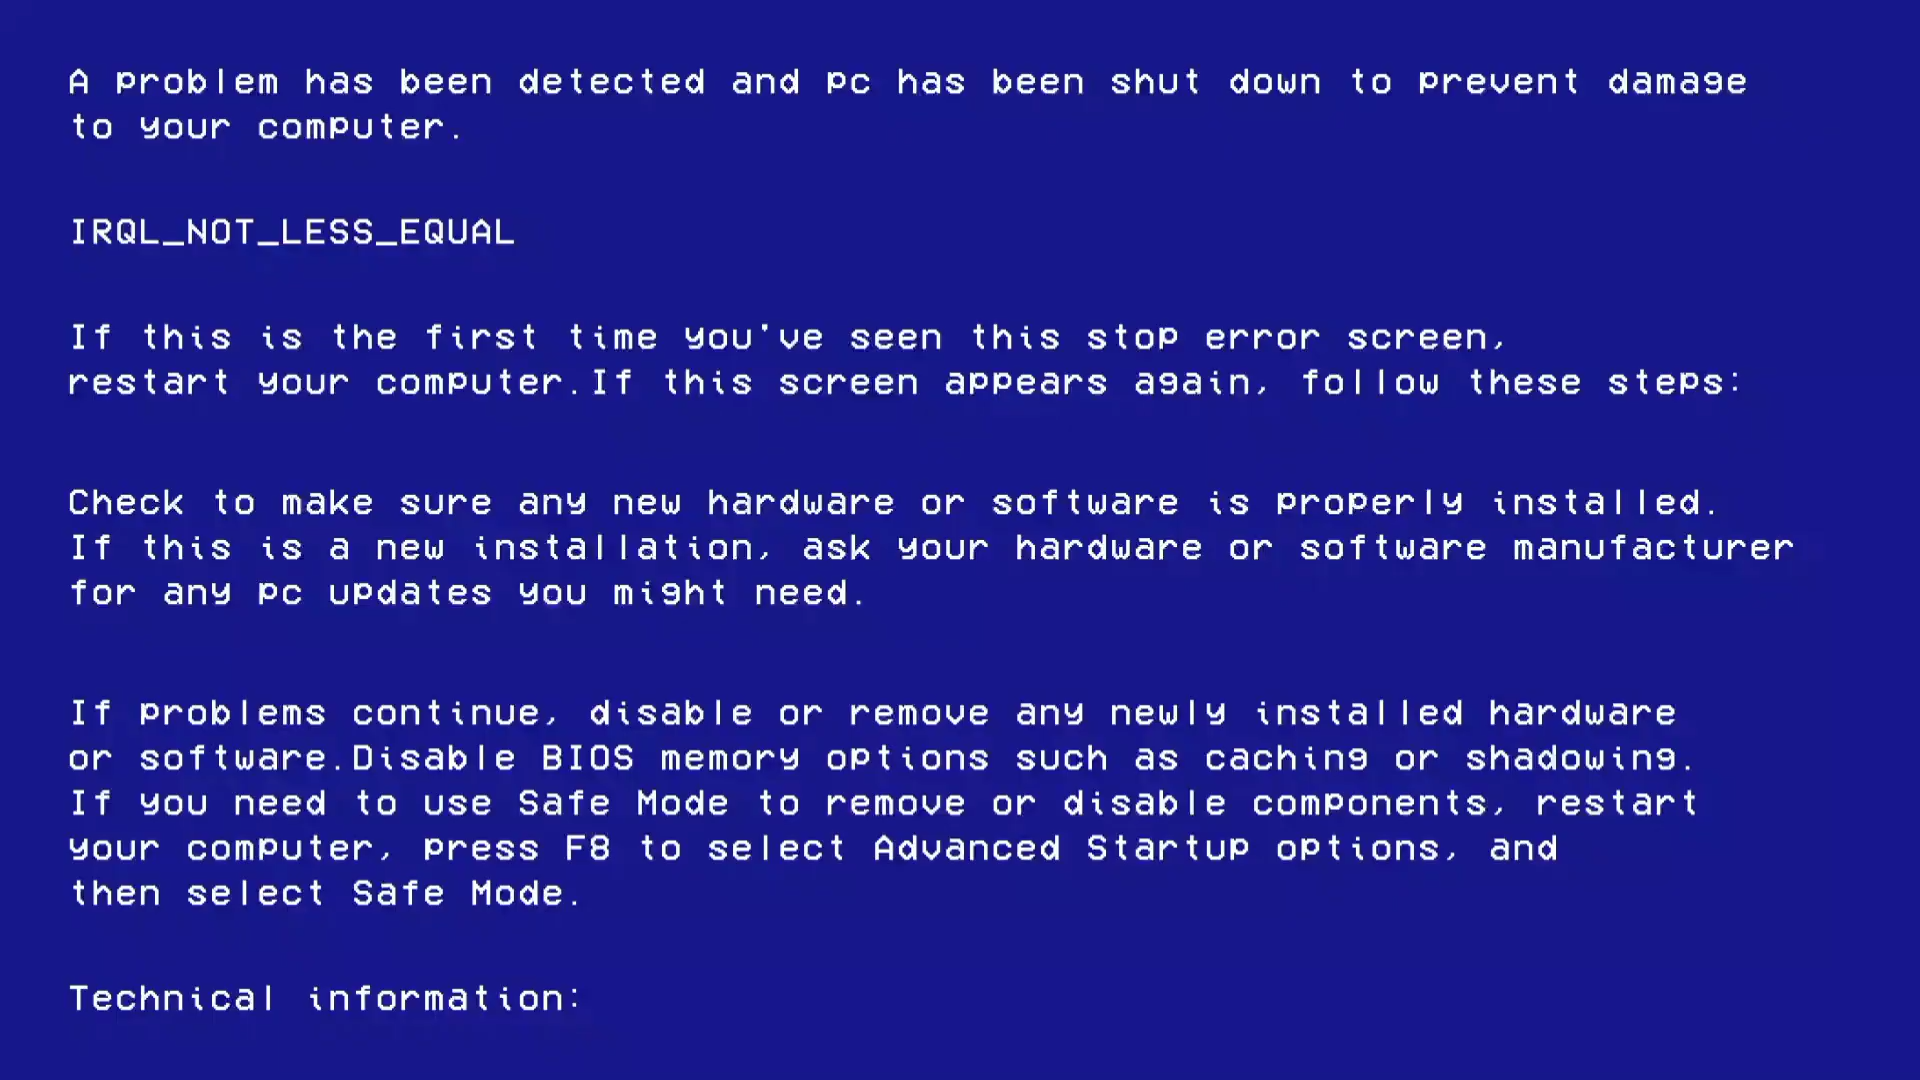 A problem has been detected and pc has been shut down to prevent damage
to your computer.
IRQL_NOT_LESS_EQUAL
If this is the first time you've seen this stop error screen,
restart your computer.If this screen appears again, follow these steps:
Check to make sure any new hardware or software is properly installed.
If this is a new installation, ask your hardware or software manufacturer
for any pc updates you might need.
If problems continue, disable or remove any newly installed hardware
or software.Disable BIOS memory options such as caching or shadowing.
If you need to use Safe Mode to remove or disable components, restart
your computer, press F8 to select Advanced Startup options, and
then select Safe Mode.
Technical information: